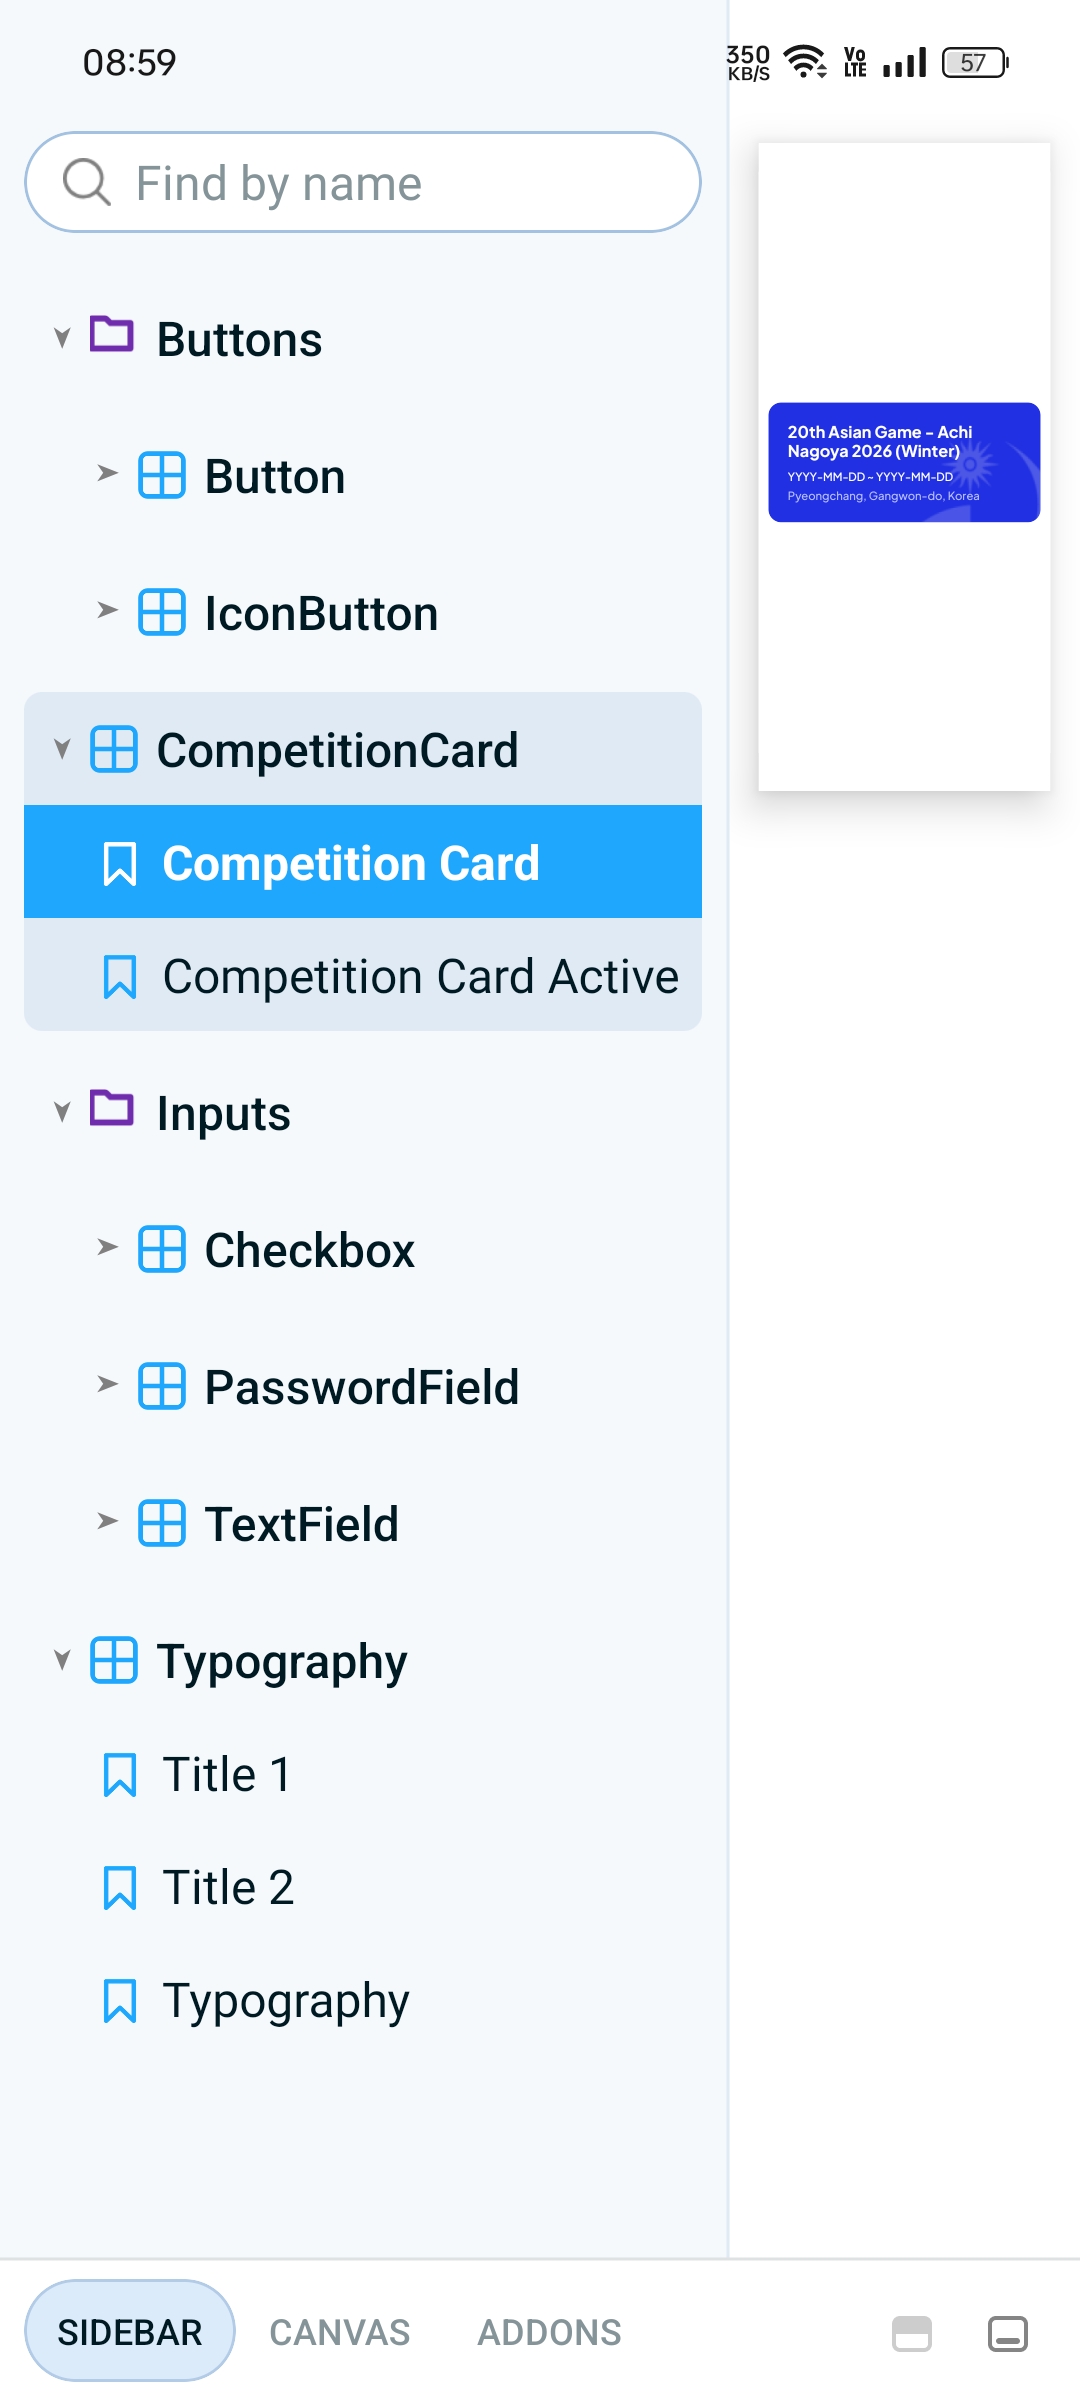 08:59
350
KB/S
Vo
LTE
57
Find by name
Buttons
Button
IconButton
CompetitionCard
Competition Card
Competition Card Active
Inputs
Checkbox
PasswordField
TextField
Typography
Title 1
Title 2
Typography
20th Asian Game - Achi
Nagoya 2026 (Winter)
YYYY-MM-DD ~ YYYY-MM-DD
Pyeongchang, Gangwon-do, Korea
SIDEBAR
CANVAS
ADDONS